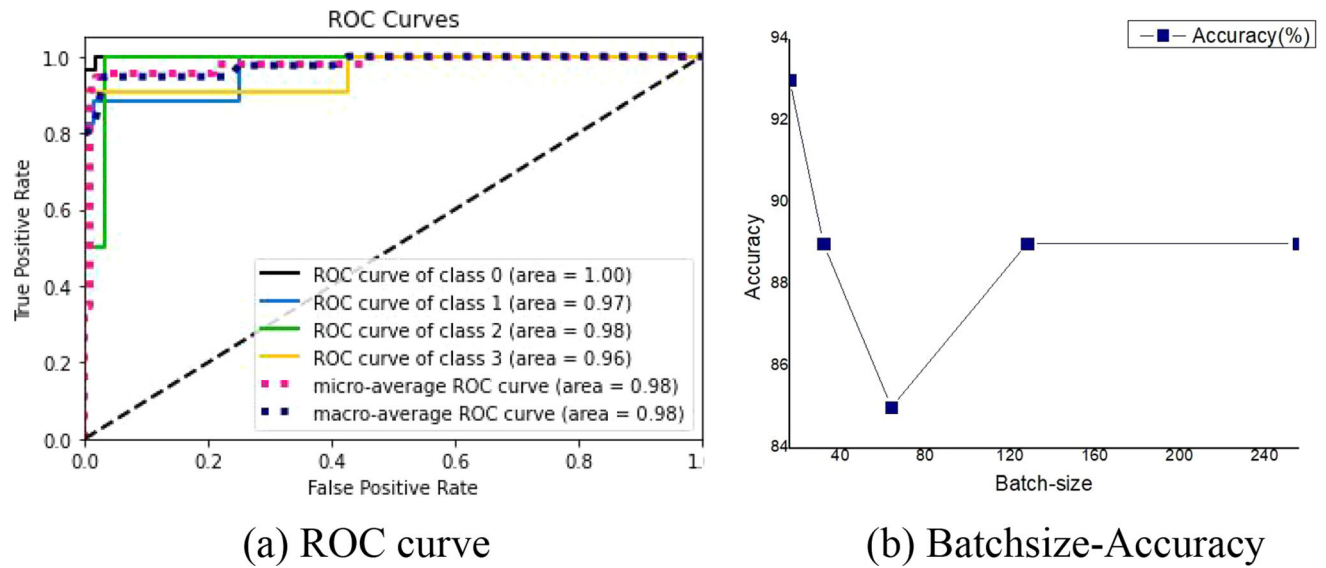 ROC Curves
True Positive Rate
1.0
0.8
0.6
0.4
0.2
0.0
ROC curve of class 0 (area = 1.00)
ROC curve of class 1 (area = 0.97)
ROC curve of class 2 (area = 0.98)
ROC curve of class 3 (area = 0.96)
micro-average ROC curve (area = 0.98)
macro-average ROC curve (area = 0.98)
0.0 0.2 0.4 0.6 0.8 1.0
False Positive Rate
(a) ROC curve
Accuracy(%)
Accuracy
94
92
90
88
86
84
40 80 120 160 200 240
Batch-size
(b) Batchsize-Accuracy